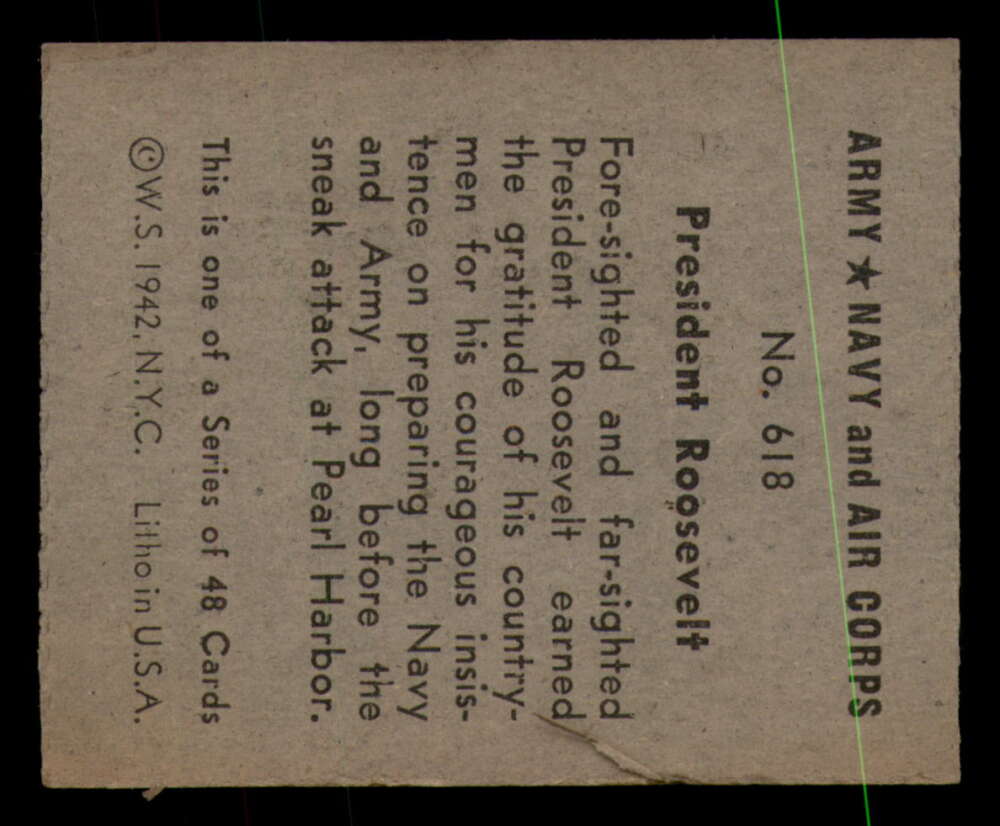 ARMY ★ NAVY and AIR CORPS
No. 618
President Roosevelt
Fore-sighted and far-sighted
President Roosevelt earned
the gratitude of his country-
men for his courageous insis-
tence on preparing the Navy
and Army, long before the
sneak attack at Pearl Harbor.
This is one of a Series of 48 Cards
©W.S. 1942, N.Y.C. Litho in U.S.A.